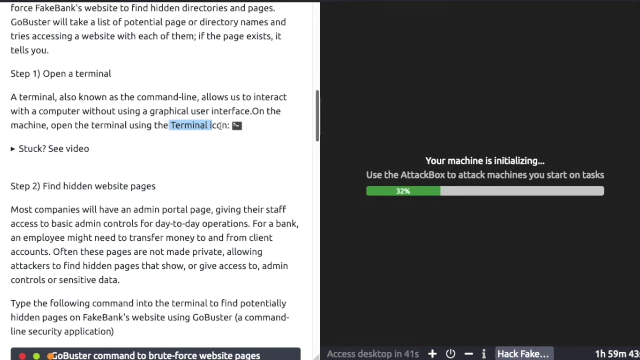 force FakeBank's website to find hidden directories and pages.
GoBuster will take a list of potential page or directory names and
tries accessing a website with each of them; if the page exists, it
tells you.
Step 1) Open a terminal
A terminal, also known as the command-line, allows us to interact
with a computer without using a graphical user interface.On the
machine, open the terminal using the Terminal icon:
▸ Stuck? See video
Step 2) Find hidden website pages
Most companies will have an admin portal page, giving their staff
access to basic admin controls for day-to-day operations. For a bank,
an employee might need to transfer money to and from client
accounts. Often these pages are not made private, allowing
attackers to find hidden pages that show, or give access to, admin
controls or sensitive data.
Type the following command into the terminal to find potentially
hidden pages on FakeBank's website using GoBuster (a command-
line security application)
GoBuster command to brute-force website pages
Your machine is initializing...
Use the AttackBox to attack machines you start on tasks
32%
Access desktop in 41s
Hack Fake...
1h 59m 43